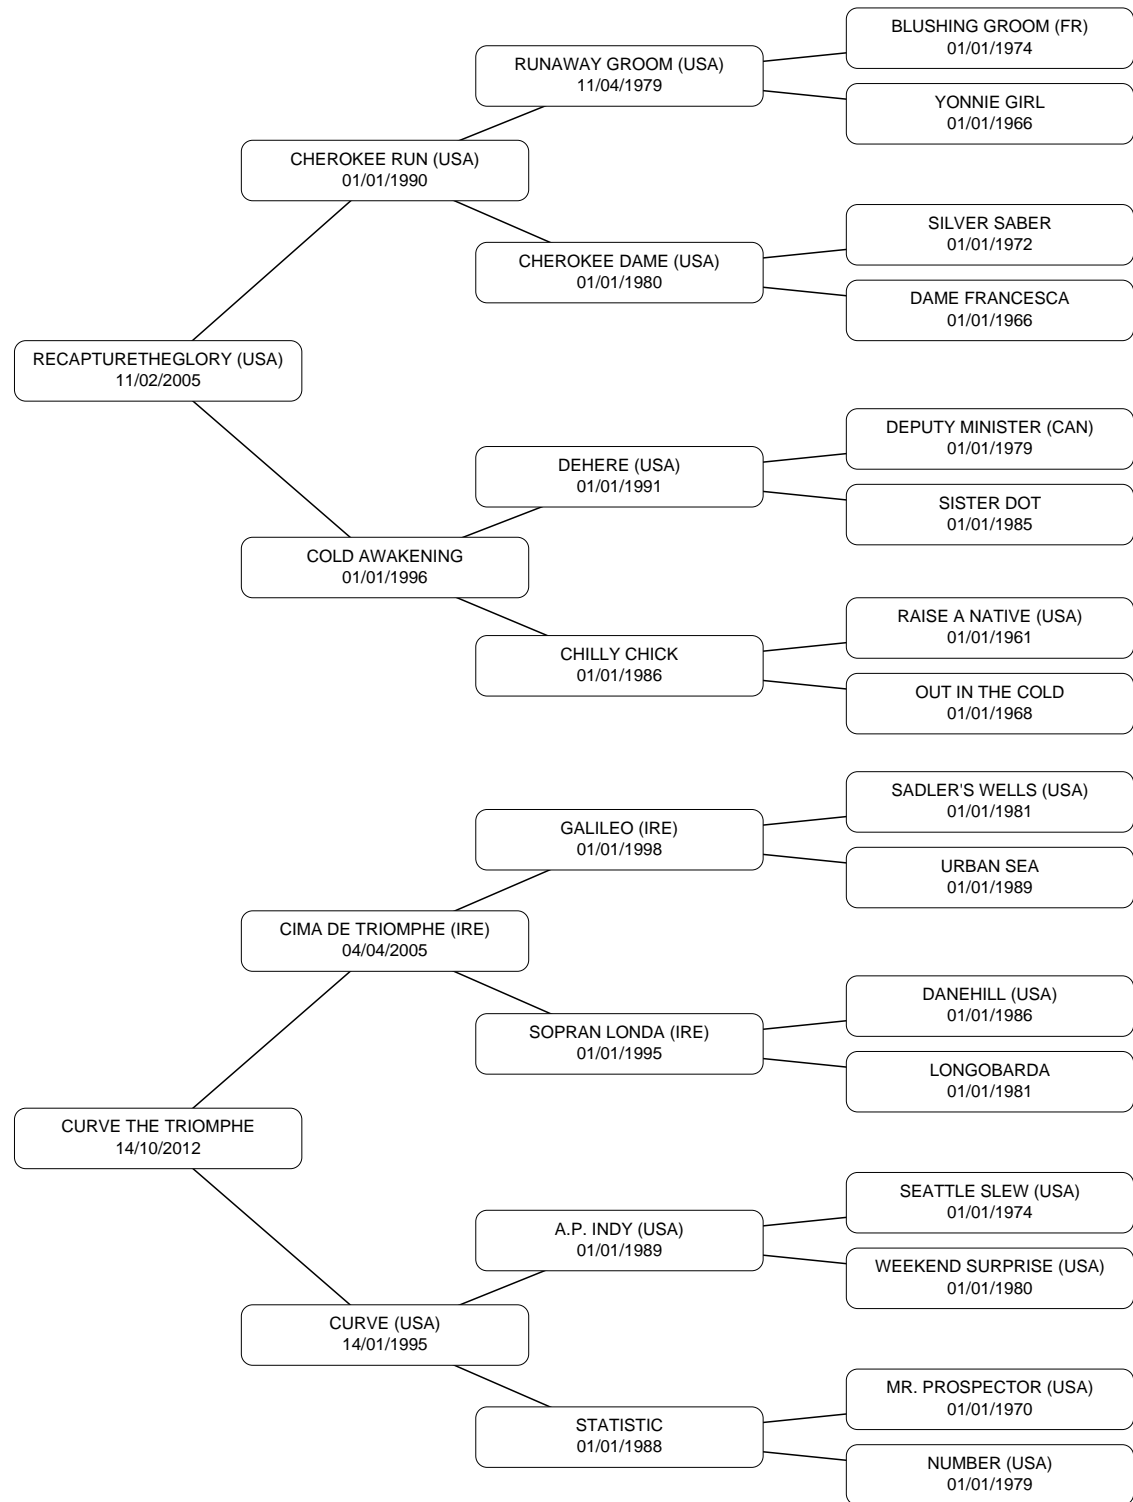 BLUSHING GROOM (FR)
01/01/1974
RUNAWAY GROOM (USA)
11/04/1979
YONNIE GIRL
01/01/1966
CHEROKEE RUN (USA)
01/01/1990
SILVER SABER
01/01/1972
CHEROKEE DAME (USA)
01/01/1980
DAME FRANCESCA
01/01/1966
RECAPTURETHEGLORY (USA)
11/02/2005
DEPUTY MINISTER (CAN)
01/01/1979
DEHERE (USA)
01/01/1991
SISTER DOT
01/01/1985
COLD AWAKENING
01/01/1996
RAISE A NATIVE (USA)
01/01/1961
CHILLY CHICK
01/01/1986
OUT IN THE COLD
01/01/1968
SADLER'S WELLS (USA)
01/01/1981
GALILEO (IRE)
01/01/1998
URBAN SEA
01/01/1989
CIMA DE TRIOMPHE (IRE)
04/04/2005
DANEHILL (USA)
01/01/1986
SOPRAN LONDA (IRE)
01/01/1995
LONGOBARDA
01/01/1981
CURVE THE TRIOMPHE
14/10/2012
SEATTLE SLEW (USA)
01/01/1974
A.P. INDY (USA)
01/01/1989
WEEKEND SURPRISE (USA)
01/01/1980
CURVE (USA)
14/01/1995
MR. PROSPECTOR (USA)
01/01/1970
STATISTIC
01/01/1988
NUMBER (USA)
01/01/1979